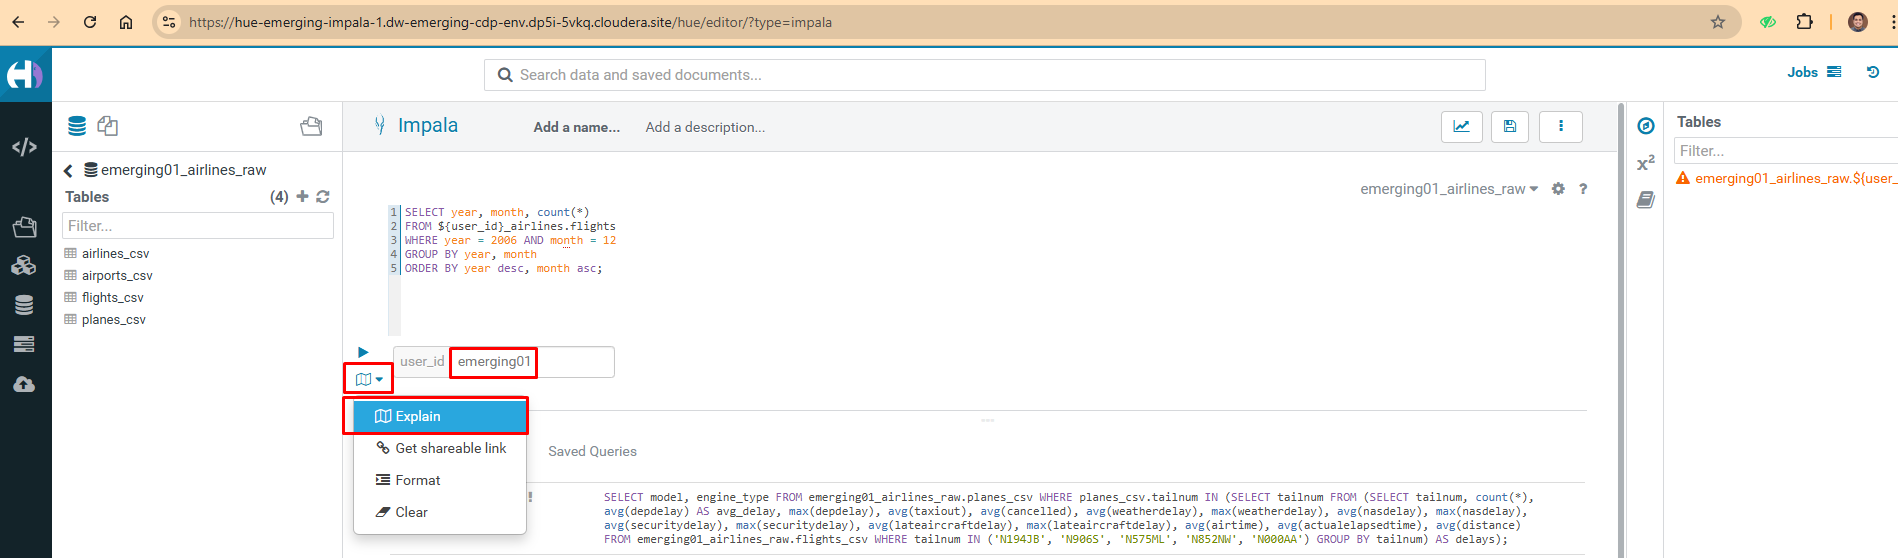 https://hue-emerging-impala-1.dw-emerging-cdp-env.dp5i-5vkq.cloudera.site/hue/editor/?type=impala
Search data and saved documents...
Jobs
Impala
Add a name...
Add a description...
Tables
Filter...
emerging01_airlines_raw.${user_
emerging01_airlines_raw
Tables
(4)
Filter...
airlines_csv
airports_csv
flights_csv
planes_csv
emerging01_airlines_raw
?
1 SELECT year, month, count(*)
2 FROM ${user_id}_airlines.flights
3 WHERE year = 2006 AND month = 12
4 GROUP BY year, month
5 ORDER BY year desc, month asc;
user_id emerging01
Explain
Get shareable link
Format
Clear
Saved Queries
!
SELECT model, engine_type FROM emerging01_airlines_raw.planes_csv WHERE planes_csv.tailnum IN (SELECT tailnum FROM (SELECT tailnum, count(*),
avg(depdelay) AS avg_delay, max(depdelay), avg(taxiout), avg(cancelled), avg(weatherdelay), max(weatherdelay), avg(nasdelay), max(nasdelay),
avg(securitydelay), max(securitydelay), avg(lateaircraftdelay), max(lateaircraftdelay), avg(airtime), avg(actualelapsedtime), avg(distance)
FROM emerging01_airlines_raw.flights_csv WHERE tailnum IN ('N194JB', 'N906S', 'N575ML', 'N852NW', 'N000AA') GROUP BY tailnum) AS delays);
x²